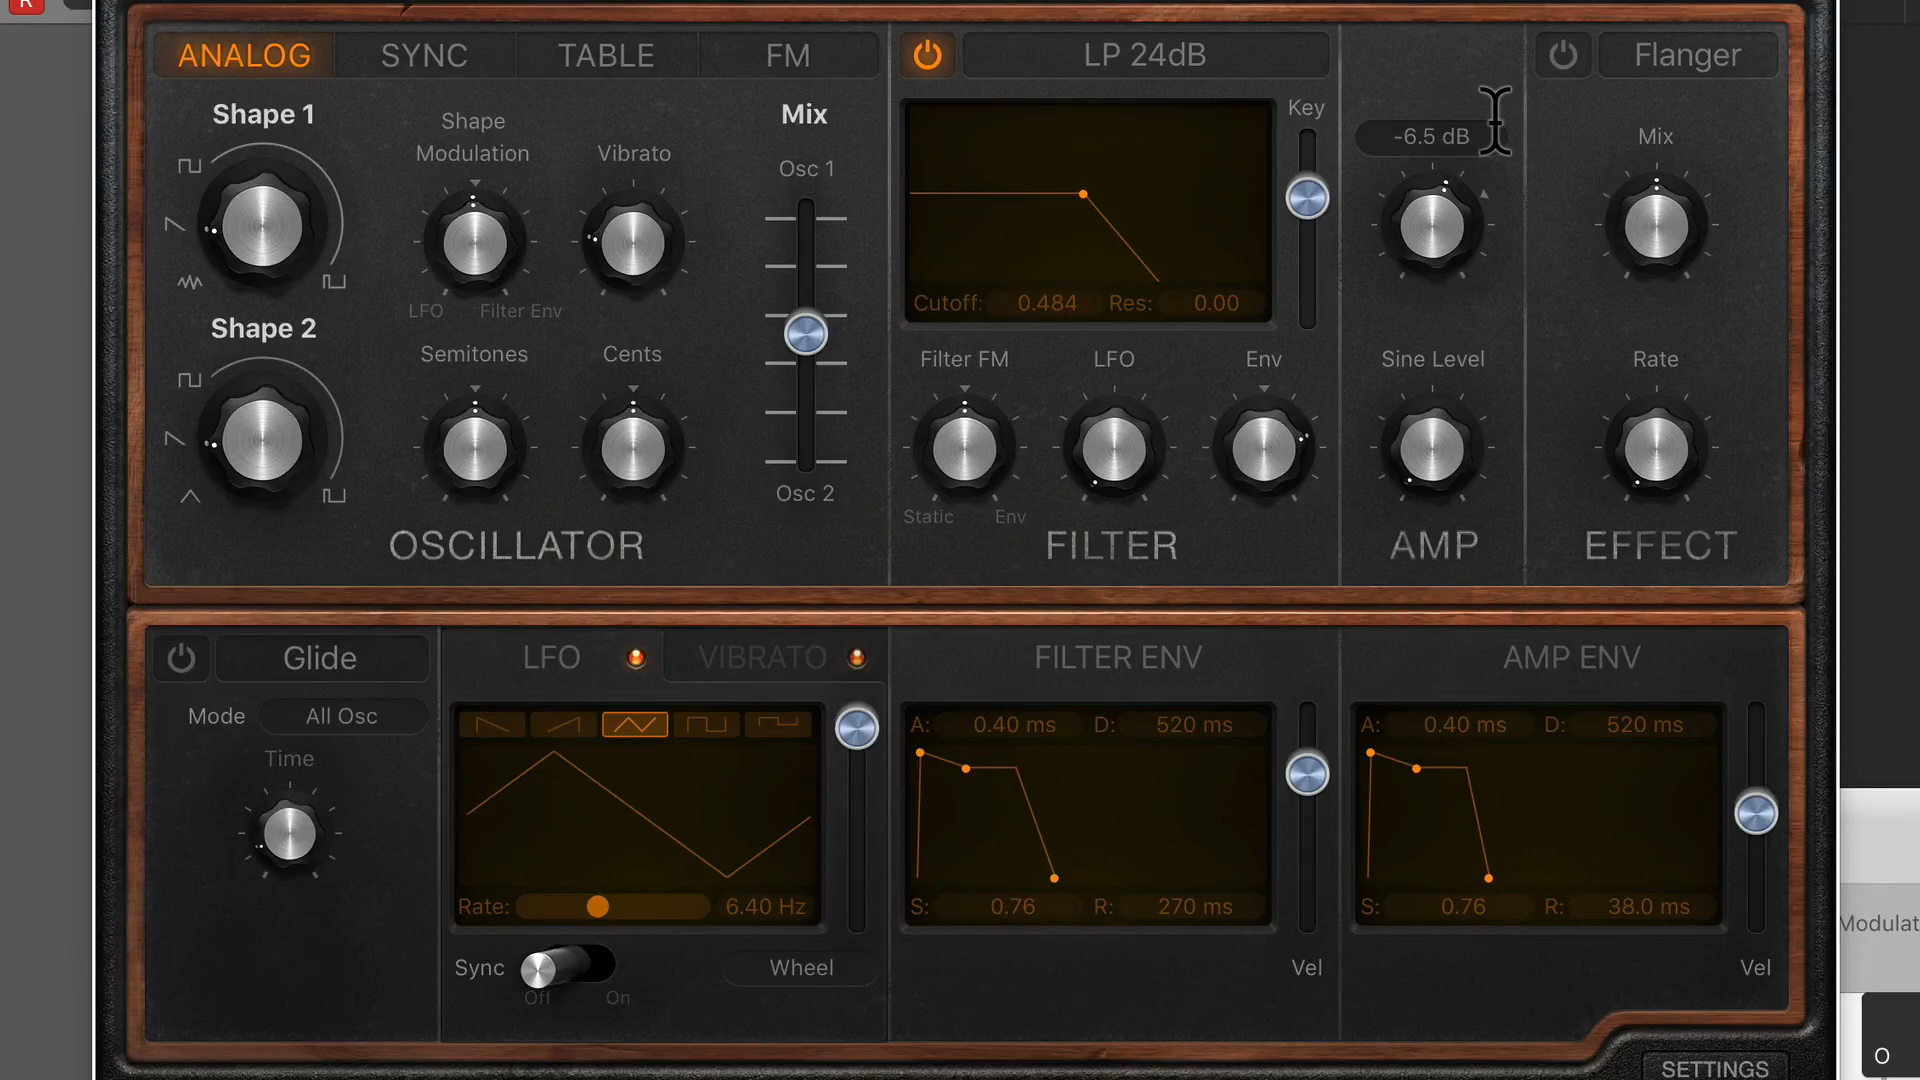 R
ANALOG SYNC TABLE FM
LP 24dB
Flanger
Shape 1
Shape Modulation
Vibrato
Mix
Osc 1
Key
-6.5 dB
Mix
LFO Filter Env
Cutoff: 0.484 Res: 0.00
Shape 2
Semitones
Cents
Filter FM
LFO
Env
Sine Level
Rate
Osc 2
Static Env
OSCILLATOR
FILTER
AMP
EFFECT
Glide
LFO
VIBRATO
FILTER ENV
AMP ENV
Mode All Osc
A: 0.40 ms D: 520 ms
A: 0.40 ms D: 520 ms
Time
Rate: 6.40 Hz
S: 0.76 R: 270 ms
S: 0.76 R: 38.0 ms
Modulat
Sync
Off On
Wheel
Vel
Vel
O
SETTINGS